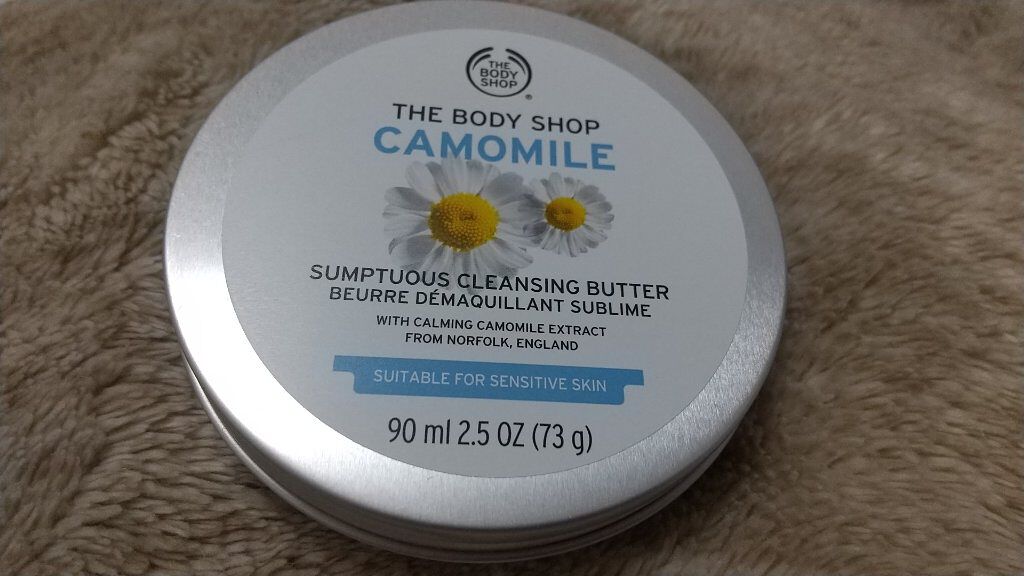 THE
BODY
SHOP
®
THE BODY SHOP
CAMOMILE
SUMPTUOUS CLEANSING BUTTER
BEURRE DÉMAQUILLANT SUBLIME
WITH CALMING CAMOMILE EXTRACT
FROM NORFOLK, ENGLAND
SUITABLE FOR SENSITIVE SKIN
90 ml 2.5 OZ (73 g)